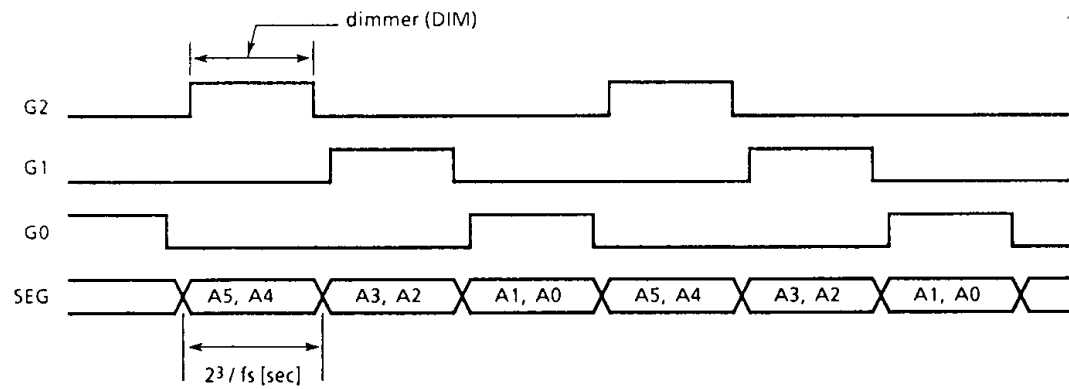 dimmer (DIM)
G2
G1
G0
SEG A5, A4 A3, A2 A1, A0 A5, A4 A3, A2 A1, A0
2³ / fs [sec]